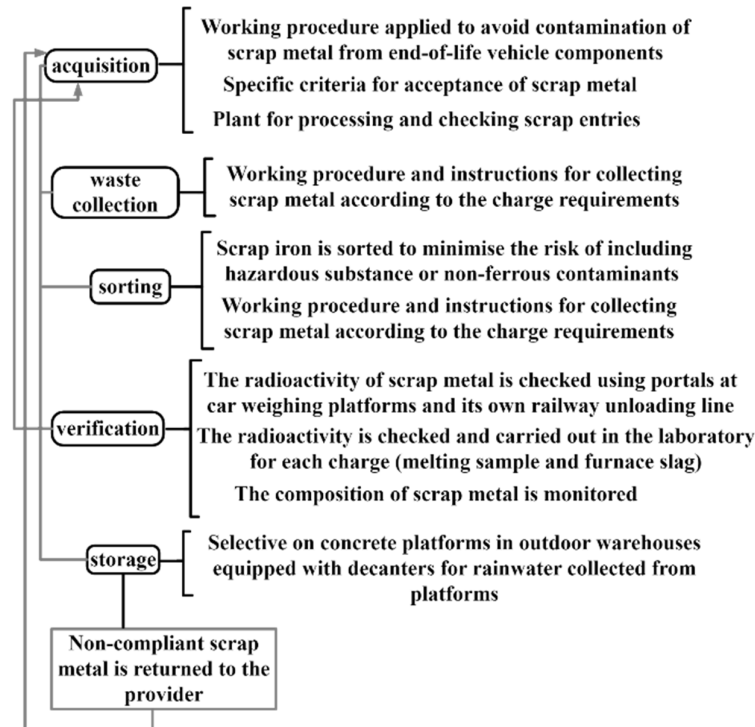 acquisition
Working procedure applied to avoid contamination of
scrap metal from end-of-life vehicle components
Specific criteria for acceptance of scrap metal
Plant for processing and checking scrap entries
waste
collection
Working procedure and instructions for collecting
scrap metal according to the charge requirements
sorting
Scrap iron is sorted to minimise the risk of including
hazardous substance or non-ferrous contaminants
Working procedure and instructions for collecting
scrap metal according to the charge requirements
verification
The radioactivity of scrap metal is checked using portals at
car weighing platforms and its own railway unloading line
The radioactivity is checked and carried out in the laboratory
for each charge (melting sample and furnace slag)
The composition of scrap metal is monitored
storage
Selective on concrete platforms in outdoor warehouses
equipped with decanters for rainwater collected from
platforms
Non-compliant scrap
metal is returned to the
provider